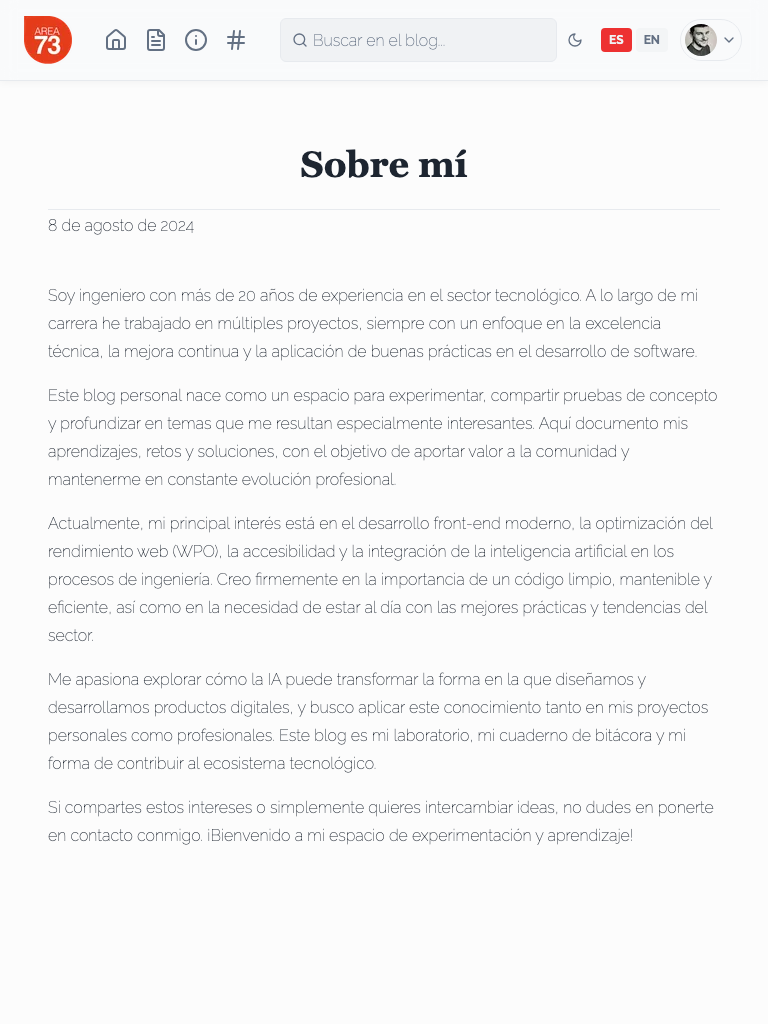 AREA
73
Buscar en el blog...
ES
EN
Sobre mí
8 de agosto de 2024
Soy ingeniero con más de 20 años de experiencia en el sector tecnológico. A lo largo de mi
carrera he trabajado en múltiples proyectos, siempre con un enfoque en la excelencia
técnica, la mejora continua y la aplicación de buenas prácticas en el desarrollo de software.
Este blog personal nace como un espacio para experimentar, compartir pruebas de concepto
y profundizar en temas que me resultan especialmente interesantes. Aquí documento mis
aprendizajes, retos y soluciones, con el objetivo de aportar valor a la comunidad y
mantenerme en constante evolución profesional.
Actualmente, mi principal interés está en el desarrollo front-end moderno, la optimización del
rendimiento web (WPO), la accesibilidad y la integración de la inteligencia artificial en los
procesos de ingeniería. Creo firmemente en la importancia de un código limpio, mantenible y
eficiente, así como en la necesidad de estar al día con las mejores prácticas y tendencias del
sector.
Me apasiona explorar cómo la IA puede transformar la forma en la que diseñamos y
desarrollamos productos digitales, y busco aplicar este conocimiento tanto en mis proyectos
personales como profesionales. Este blog es mi laboratorio, mi cuaderno de bitácora y mi
forma de contribuir al ecosistema tecnológico.
Si compartes estos intereses o simplemente quieres intercambiar ideas, no dudes en ponerte
en contacto conmigo. ¡Bienvenido a mi espacio de experimentación y aprendizaje!